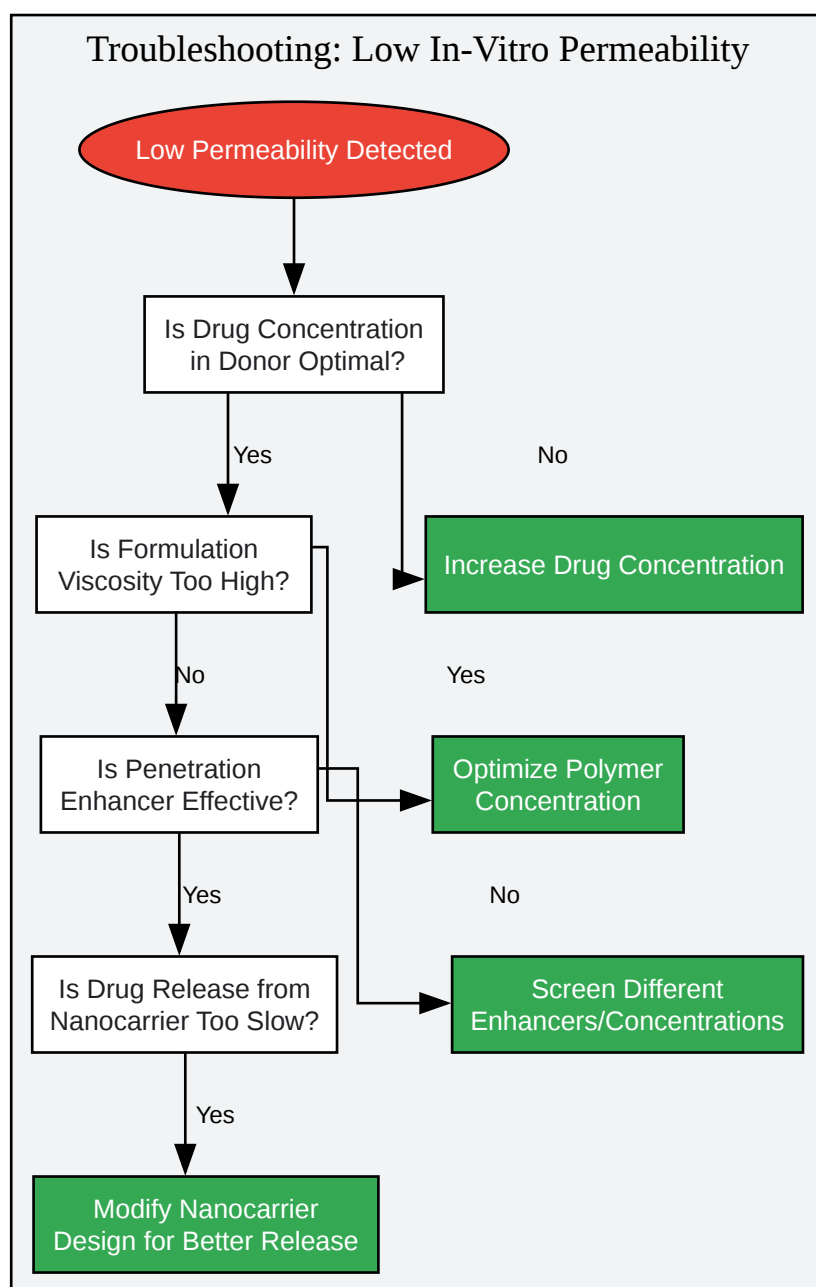 Troubleshooting: Low In-Vitro Permeability
Low Permeability Detected
Is Drug Concentration
in Donor Optimal?
Yes
No
Is Formulation
Viscosity Too High?
Increase Drug Concentration
No
Yes
Is Penetration
Enhancer Effective?
Optimize Polymer
Concentration
Yes
No
Is Drug Release from
Nanocarrier Too Slow?
Screen Different
Enhancers/Concentrations
Yes
Modify Nanocarrier
Design for Better Release